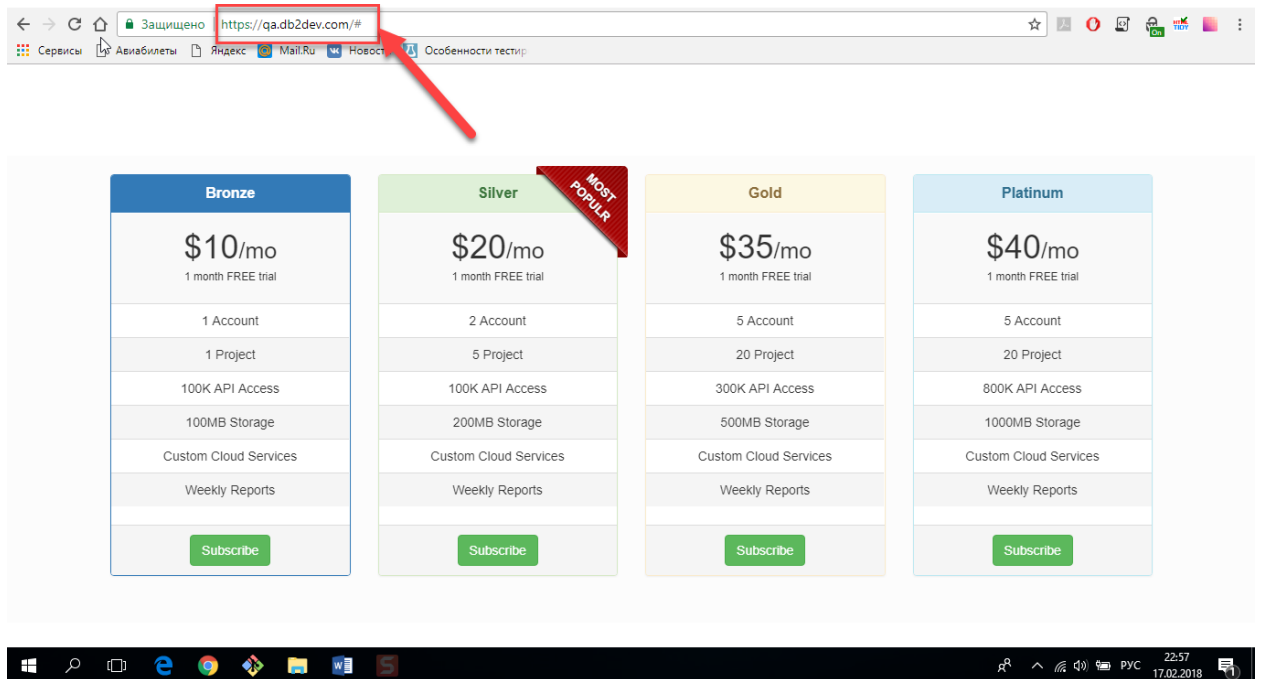 Защищено https://qa.db2dev.com/#
Сервисы Авиабилеты Яндекс Mail.Ru Новост Особенности тестир
Bronze
$10/mo
1 month FREE trial
1 Account
1 Project
100K API Access
100MB Storage
Custom Cloud Services
Weekly Reports
Subscribe
Silver
MOST
POPULR
$20/mo
1 month FREE trial
2 Account
5 Project
100K API Access
200MB Storage
Custom Cloud Services
Weekly Reports
Subscribe
Gold
$35/mo
1 month FREE trial
5 Account
20 Project
300K API Access
500MB Storage
Custom Cloud Services
Weekly Reports
Subscribe
Platinum
$40/mo
1 month FREE trial
5 Account
20 Project
800K API Access
1000MB Storage
Custom Cloud Services
Weekly Reports
Subscribe
РУС
22:57
17.02.2018